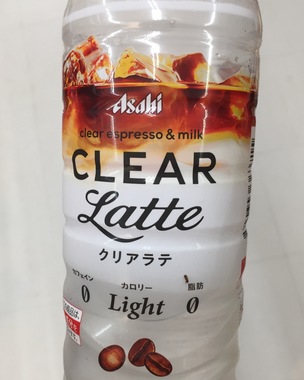 Asahi
clear espresso & milk
CLEAR
Latte
クリアラテ
カフェイン 0
カロリー Light
脂肪 0